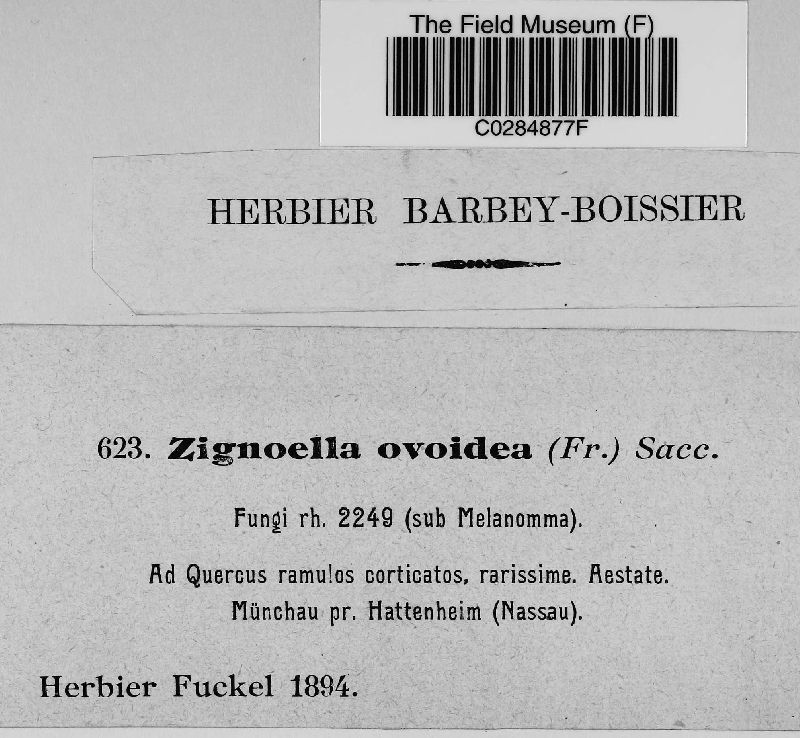 The Field Museum (F)
C0284877F
HERBIER BARBEY-BOISSIER
623. Zignoella ovoidea (Fr.) Sacc.
Fungi rh. 2249 (sub Melanomma).
Ad Quercus ramulos corticatos, rarissime. Aestate.
Münchau pr. Hattenheim (Nassau).
Herbier Fuckel 1894.